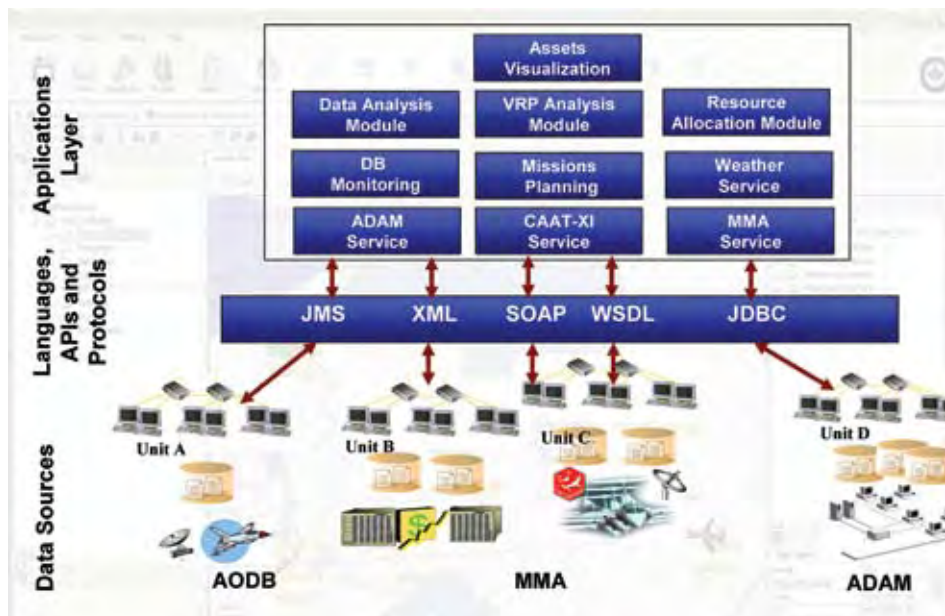 Applications
Layer
Assets
Visualization
Data Analysis
Module
VRP Analysis
Module
Resource
Allocation Module
DB
Monitoring
Missions
Planning
Weather
Service
ADAM
Service
CAAT-XI
Service
MMA
Service
Languages,
APIs and
Protocols
JMS
XML
SOAP
WSDL
JDBC
Data Sources
Unit A
Unit B
Unit C
Unit D
$
AODB
MMA
ADAM